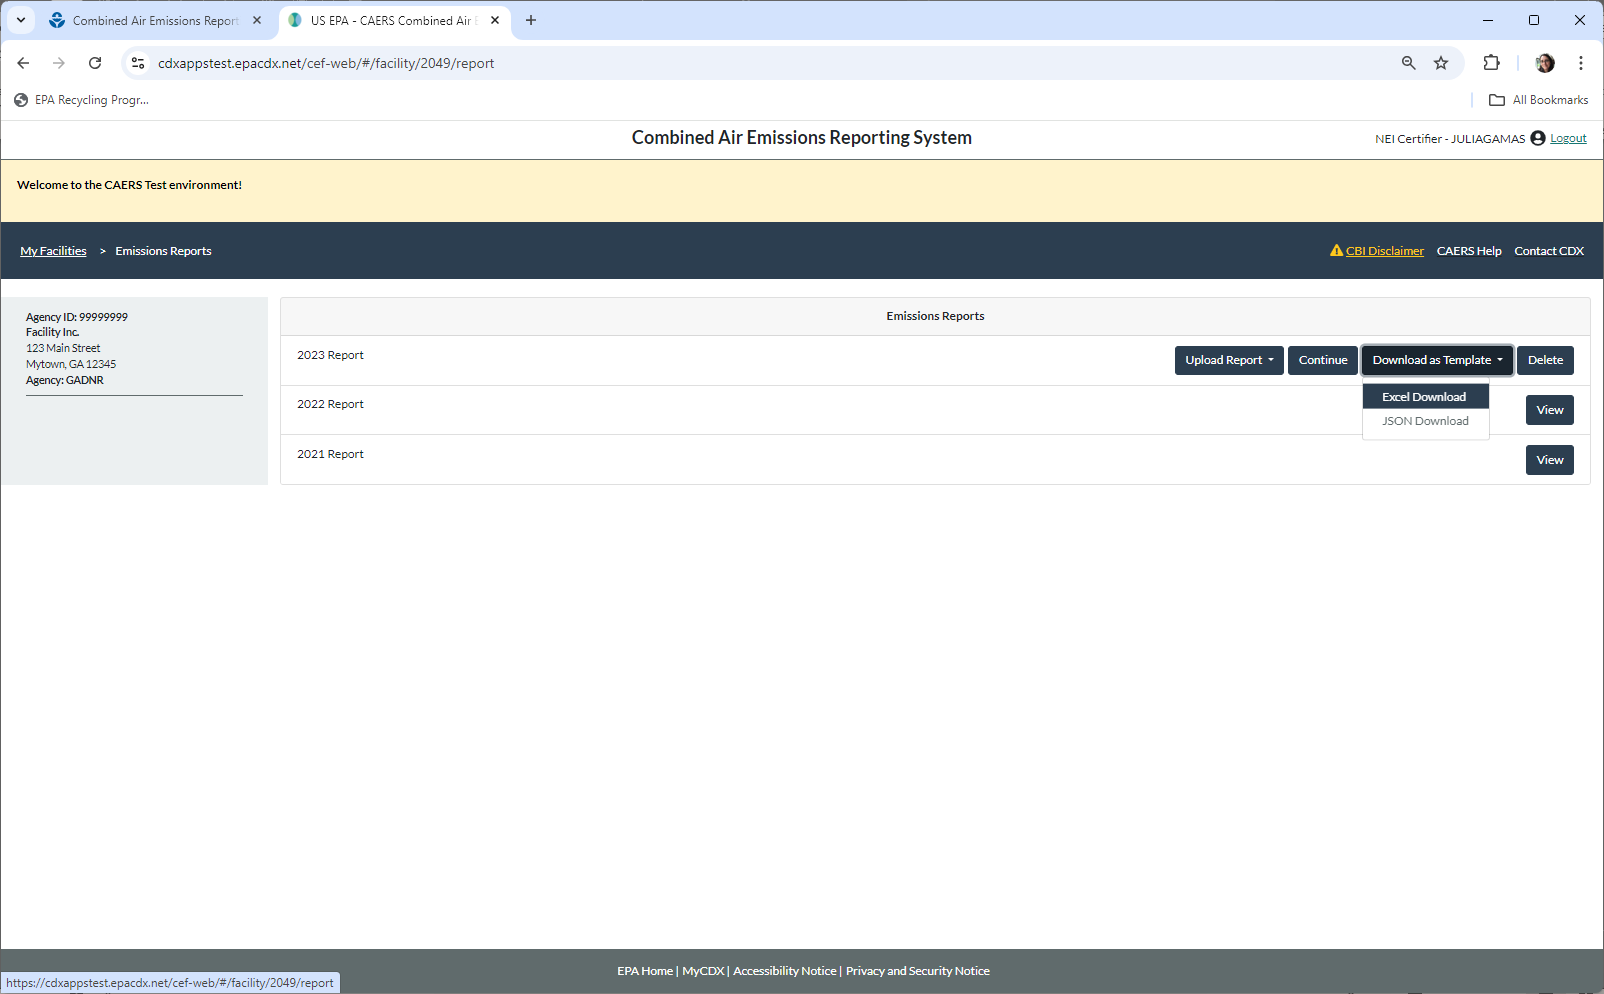 Combined Air Emissions Report
US EPA - CAERS Combined Air E
cdxappstest.epacdx.net/cef-web/#/facility/2049/report
EPA Recycling Progr...
All Bookmarks
Combined Air Emissions Reporting System
NEI Certifier - JULIAGAMAS Logout
Welcome to the CAERS Test environment!
My Facilities > Emissions Reports
CBI Disclaimer CAERS Help Contact CDX
Agency ID: 99999999
Facility Inc.
123 Main Street
Mytown, GA 12345
Agency: GADNR
Emissions Reports
2023 Report
Upload Report Continue Download as Template Delete
Excel Download
JSON Download
2022 Report
View
2021 Report
View
EPA Home | MyCDX | Accessibility Notice | Privacy and Security Notice
https://cdxappstest.epacdx.net/cef-web/#/facility/2049/report